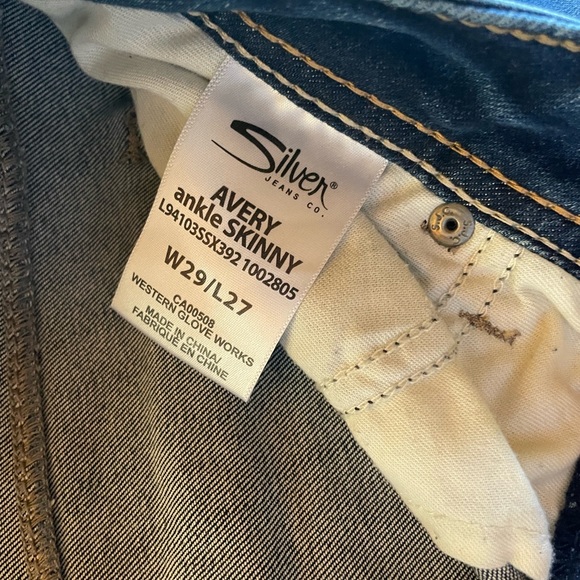 Silver®
JEANS CO.
AVERY
ankle SKINNY
L94103SSX392 1002805
W29/L27
CA00508
WESTERN GLOVE WORKS
MADE IN CHINA/
FABRIQUE EN CHINE